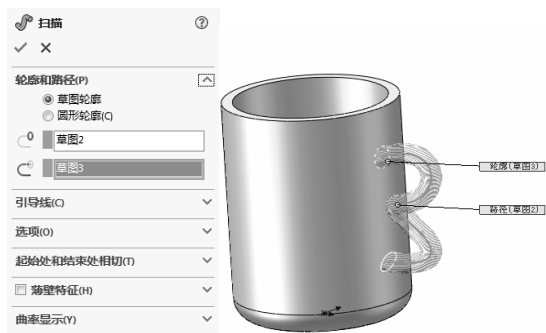 扫描
轮廓和路径(P)
草图轮廓
圆形轮廓(C)
草图2
草图3
引导线(C)
选项(O)
起始处和结束处相切(T)
薄壁特征(H)
曲率显示(Y)
轮廓(草图3)
路径(草图2)